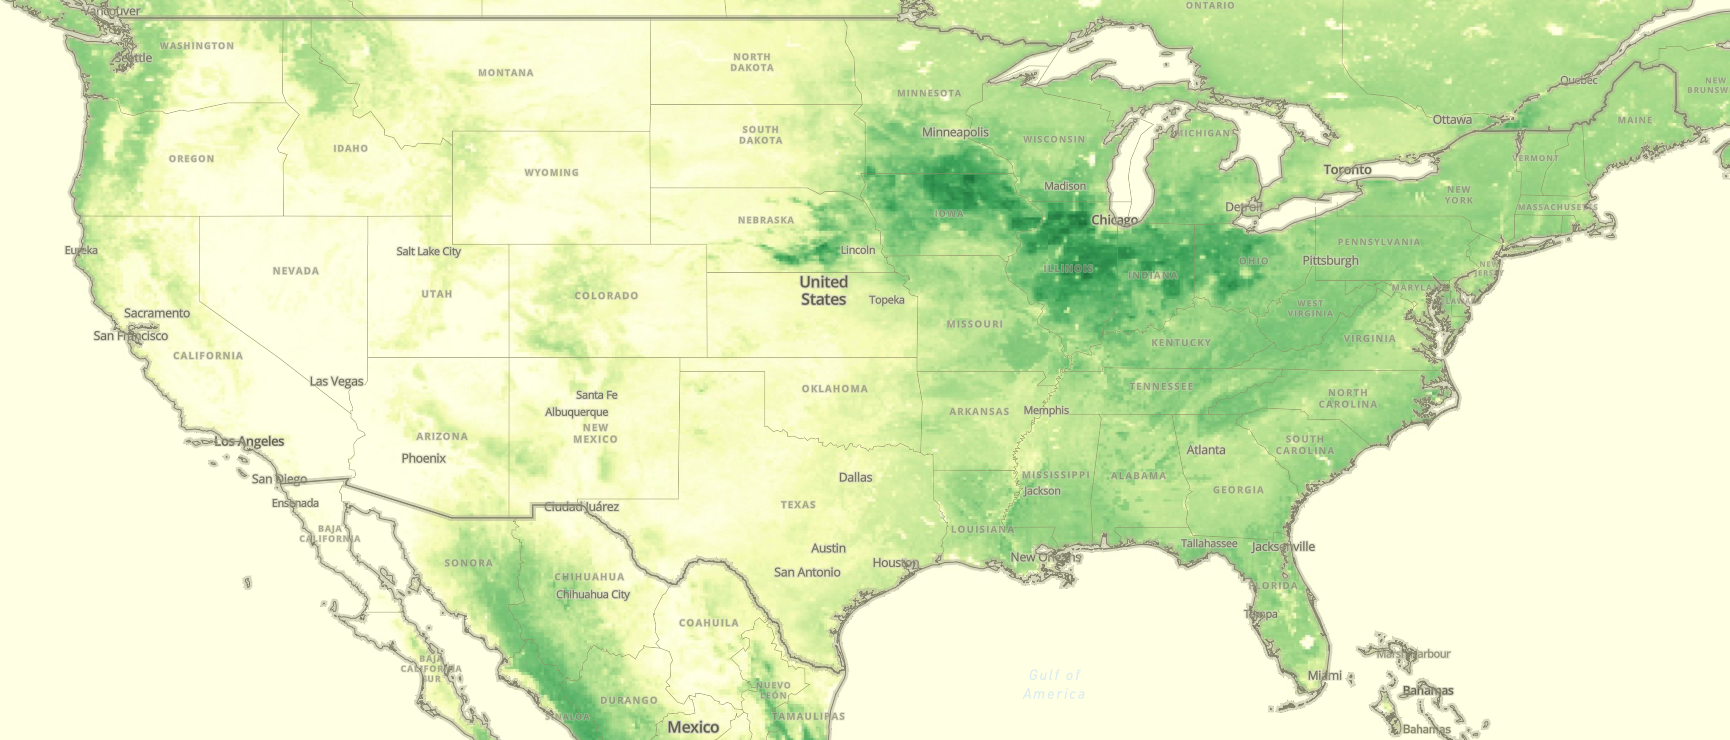 Vancouver
ONTARIO
WASHINGTON
Seattle
NORTH
DAKOTA
MONTANA
Québec
NEW
BRUNSW
MINNESOTA
Ottawa
MAINE
Minneapolis
SOUTH
DAKOTA
WISCONSIN
MICHIGAN
IDAHO
OREGON
VERMONT
WYOMING
Toronto
Madison
NEW
YORK
Detroit
MASSACHUSETTS
IOWA
NEBRASKA
Chicago
Eureka
Salt Lake City
Lincoln
PENNSYLVANIA
OHIO
Pittsburgh
NEVADA
ILLINOIS
INDIANA
NEW
JERSEY
United
States
UTAH
COLORADO
Topeka
MARYLA
LAWA
WEST
VIRGINIA
Sacramento
MISSOURI
San Francisco
VIRGINIA
KENTUCKY
CALIFORNIA
Las Vegas
OKLAHOMA
TENNESSEE
Santa Fe
NORTH
CAROLINA
Albuquerque
ARKANSAS
Memphis
NEW
MEXICO
ARIZONA
Los Angeles
SOUTH
CAROLINA
Atlanta
Phoenix
San Diego
Dallas
MISSISSIPPI
ALABAMA
Jackson
GEORGIA
Ensenada
Ciudad Juárez
TEXAS
BAJA
CALIFORNIA
LOUISIANA
Tallahassee
Jacksonville
Austin
New Orleans
SONORA
Houston
San Antonio
CHIHUAHUA
Chihuahua City
FLORIDA
Tampa
COAHUILA
Marsh Harbour
BAJA
CALIFORNIA
SUR
Gulf of
America
Miami
NUEVO
LEÓN
Bahamas
DURANGO
SINALOA
TAMAULIPAS
Mexico
Bahamas